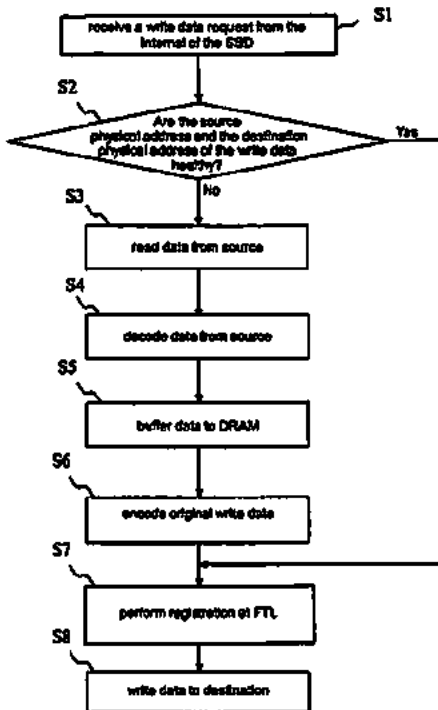 S1
receive a write data request from the
internal of the SSD
S2
Are the source
physical address and the destination
physical address of the write data
healthy?
Yes
No
S3
read data from source
S4
decode data from source
S5
buffer data to DRAM
S6
encode original write data
S7
perform registration at FTL
S8
write data to destination